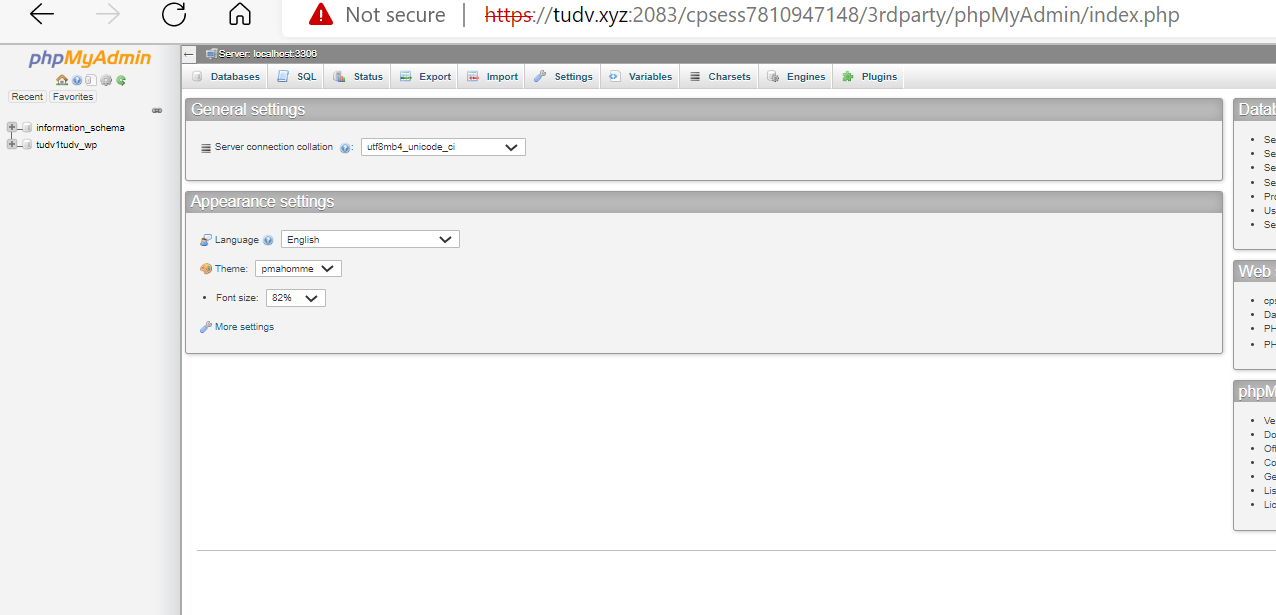 Not secure | https://tudv.xyz:2083/cpsess7810947148/3rdparty/phpMyAdmin/index.php
phpMyAdmin
Recent Favorites
information_schema
tudv1tudv_wp
Server: localhost:3306
Databases SQL Status Export Import Settings Variables Charsets Engines Plugins
General settings
Server connection collation : utf8mb4_unicode_ci
Appearance settings
Language English
Theme: pmahomme
• Font size: 82%
More settings
Datab
• Se
• Se
• Se
• Se
• Pro
• Us
• Se
Web
• cps
• Da
• PH
• PH
phpM
• Ve
• Do
• Off
• Co
• Ge
• Lis
• Lic